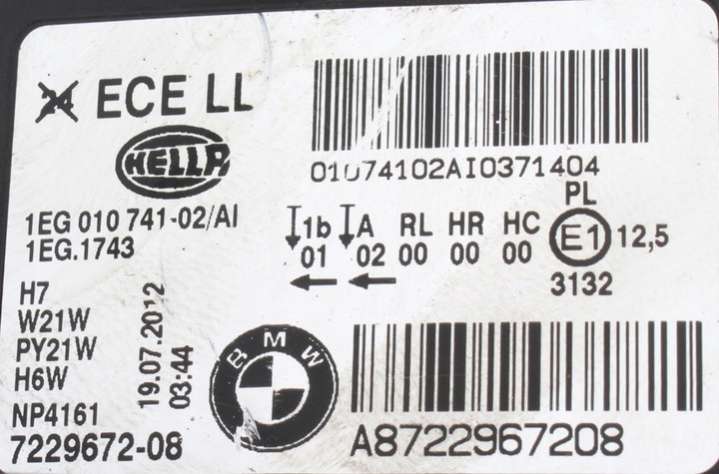 24 ECE LL
HELLA
01074102AI0371404
1EG 010 741-02/AI
1EG.1743
1b A RL HR HC PL
01 02 00 00 00 E1 12,5
3132
H7
W21W
PY21W
H6W
19.07.2012
03:44
NP4161
7229672-08
BMW
A8722967208